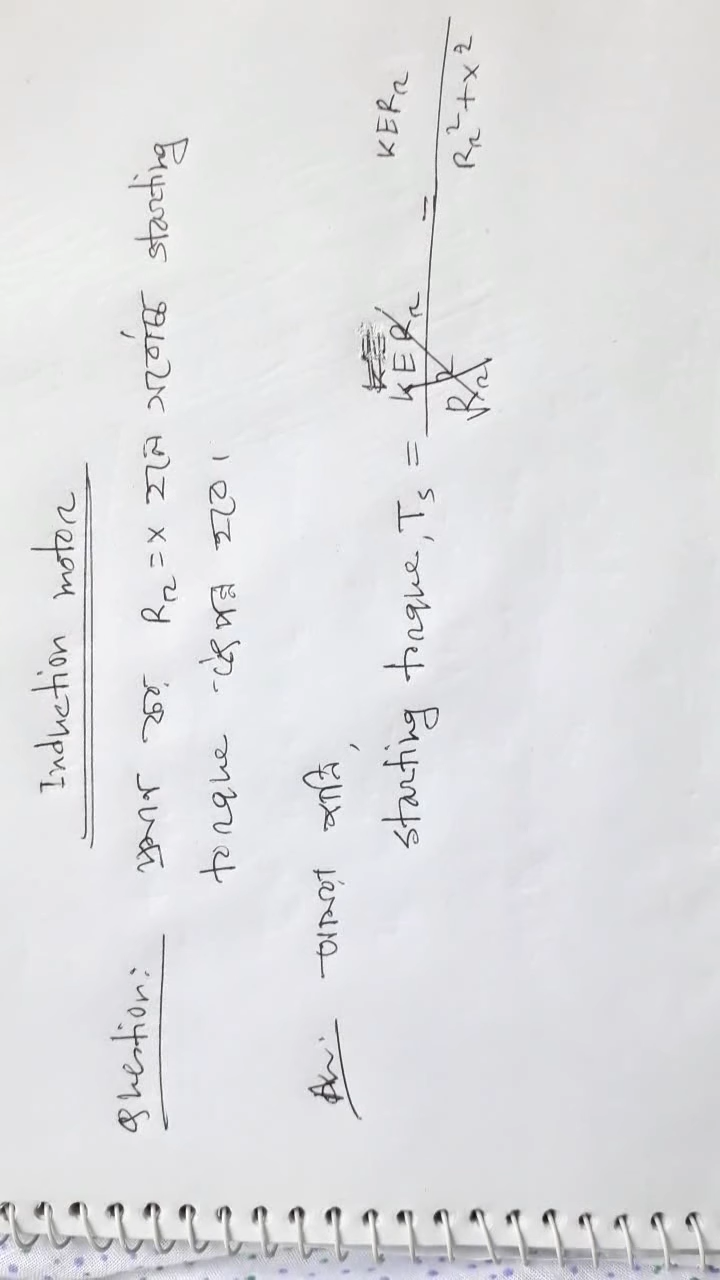 Induction motor
Question: প্রমাণ কর Rr = X হলে সর্বোচ্চ starting
torque উৎপন্ন হবে।
Ans: আমরা জানি,
starting torque, Ts = KERr / Rr² + X²